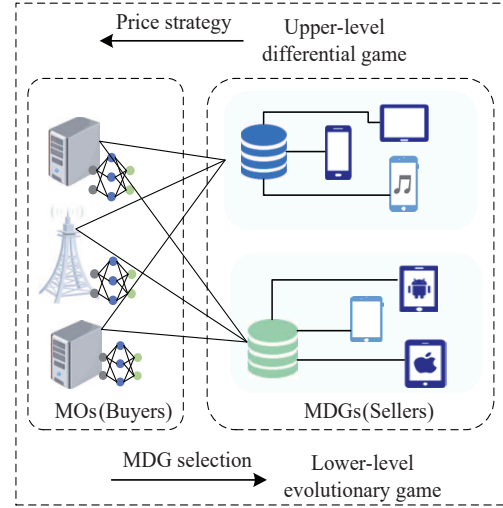 Price strategy
Upper-level
differential game
MOs(Buyers)
MDGs(Sellers)
MDG selection
Lower-level
evolutionary game